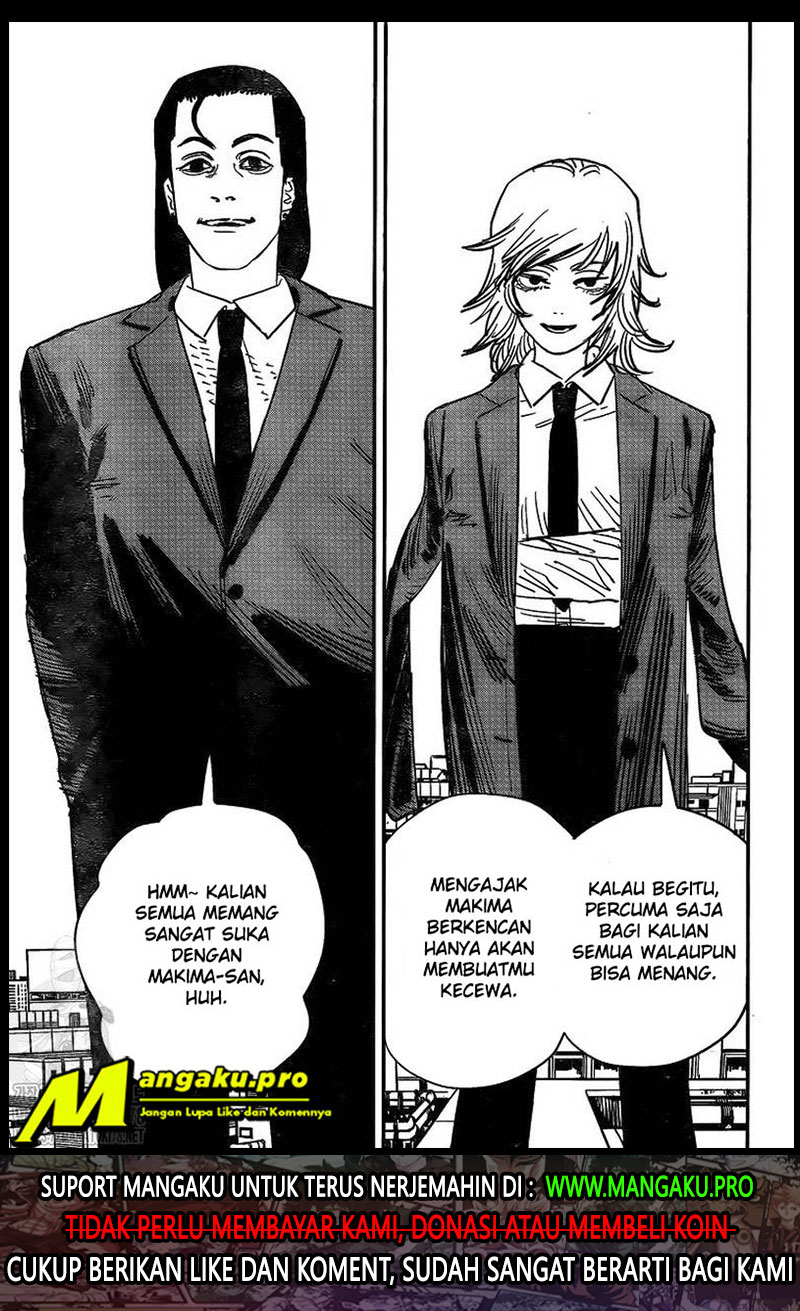 KALAU BEGITU,
PERCUMA SAJA
BAGI KALIAN
SEMUA WALAUPUN
BISA MENANG.
MENGAJAK
MAKIMA
BERKENCAN
HANYA AKAN
MEMBUATMU
KECEWA.
HMM~ KALIAN
SEMUA MEMANG
SANGAT SUKA
DENGAN
MAKIMA-SAN,
HUH.
Mangaku.pro
Jangan Lupa Like dan Komennya
SUPORT MANGAKU UNTUK TERUS NERJEMAHIN DI : WWW.MANGAKU.PRO
TIDAK PERLU MEMBAYAR KAMI, DONASI ATAU MEMBELI KOIN
CUKUP BERIKAN LIKE DAN KOMENT, SUDAH SANGAT BERARTI BAGI KAMI